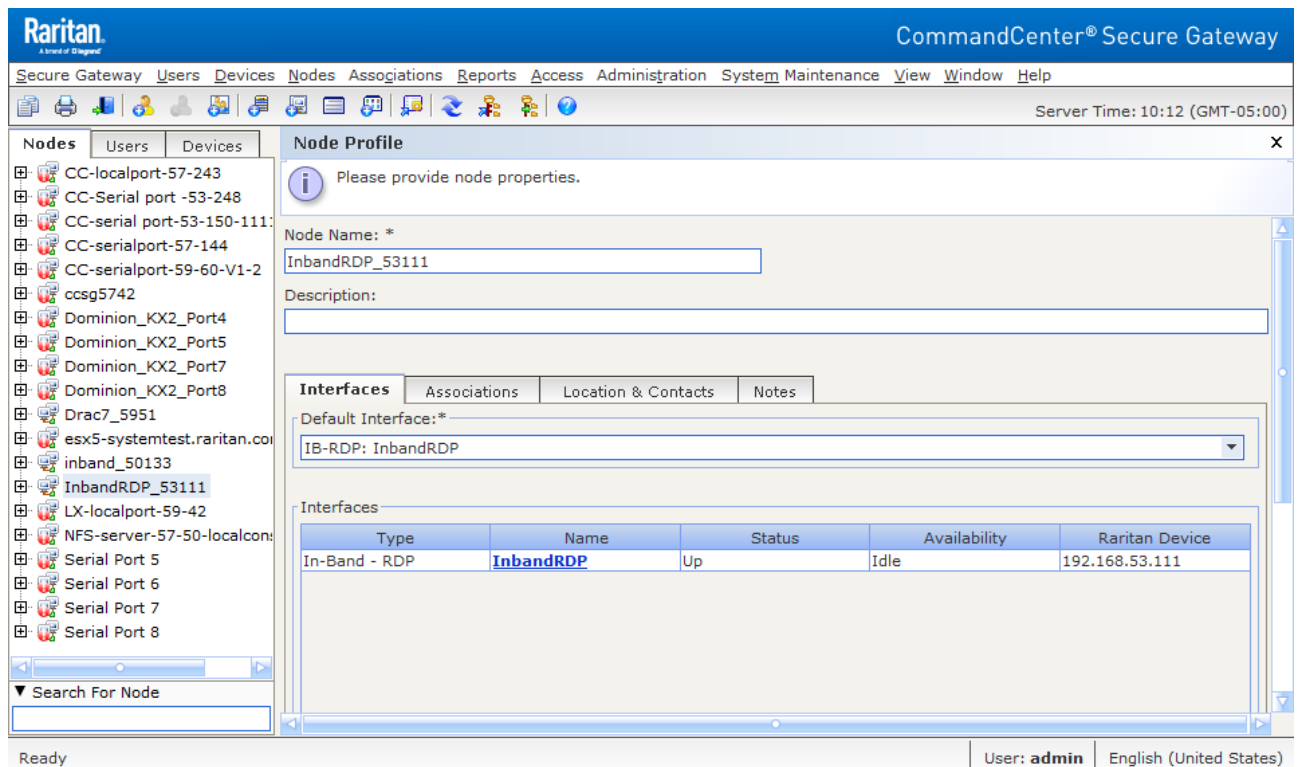 Raritan.
A brand of legrand
CommandCenter® Secure Gateway
Secure Gateway Users Devices Nodes Associations Reports Access Administration System Maintenance View Window Help
Server Time: 10:12 (GMT-05:00)
Nodes Users Devices
CC-localport-57-243
CC-Serial port -53-248
CC-serial port-53-150-111
CC-serialport-57-144
CC-serialport-59-60-V1-2
ccsg5742
Dominion_KX2_Port4
Dominion_KX2_Port5
Dominion_KX2_Port7
Dominion_KX2_Port8
Drac7_5951
esx5-systemtest.raritan.co
inband_50133
InbandRDP_53111
LX-localport-59-42
NFS-server-57-50-localcon
Serial Port 5
Serial Port 6
Serial Port 7
Serial Port 8
Search For Node
Node Profile X
Please provide node properties.
Node Name: *
InbandRDP_53111
Description:
Interfaces Associations Location & Contacts Notes
Default Interface:*
IB-RDP: InbandRDP
Interfaces
Type Name Status Availability Raritan Device
In-Band - RDP InbandRDP Up Idle 192.168.53.111
Ready
User: admin
English (United States)